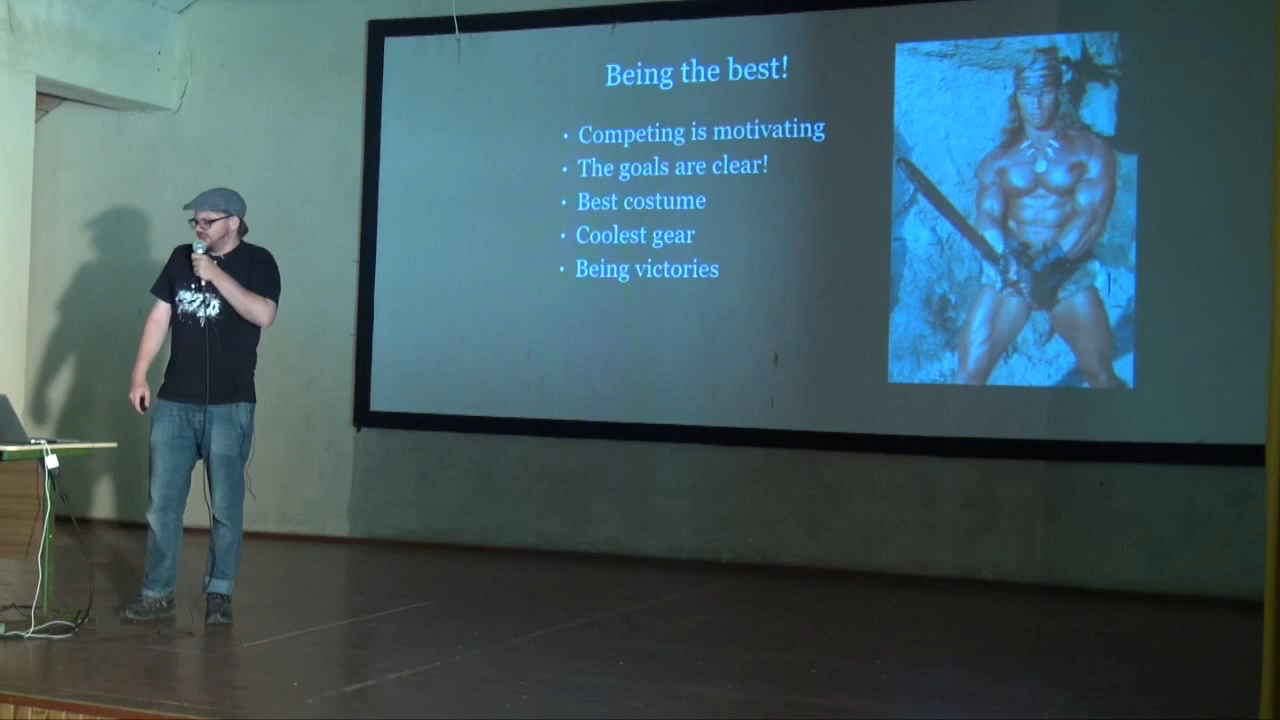 Being the best!
• Competing is motivating
• The goals are clear!
• Best costume
• Coolest gear
• Being victories